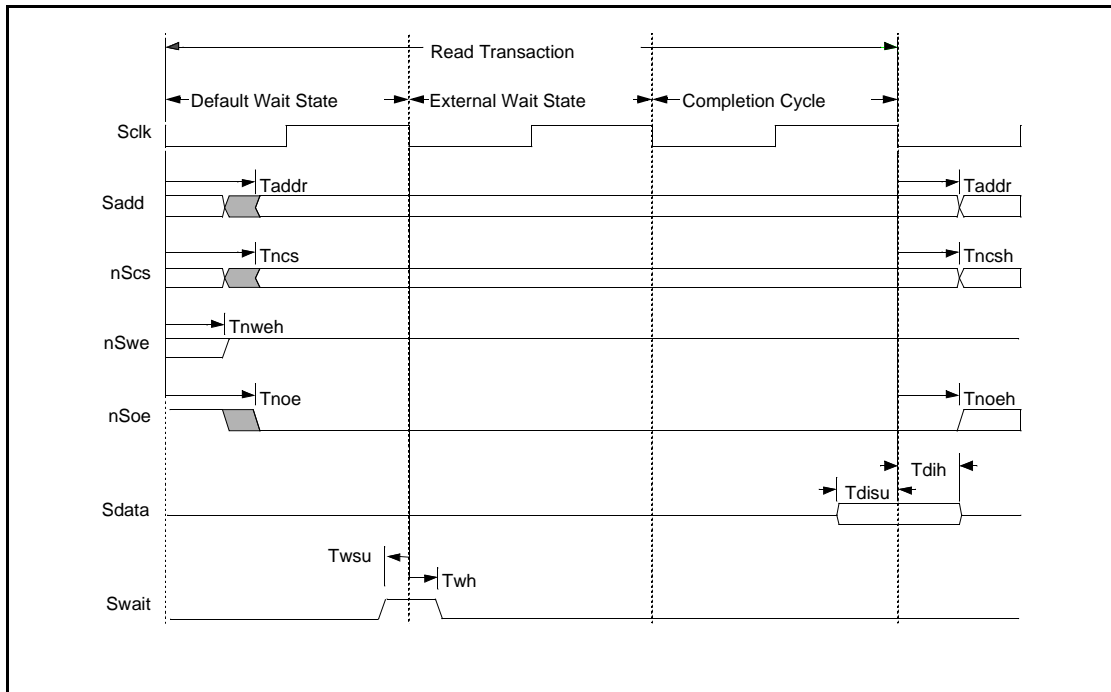 Read Transaction
Default Wait State External Wait State Completion Cycle
Sclk
Taddr Taddr
Sadd
Tncs Tncsh
nScs
Tnweh
nSwe
Tnoe Tnoeh
nSoe
Tdih
Tdisu
Sdata
Twsu
Twh
Swait